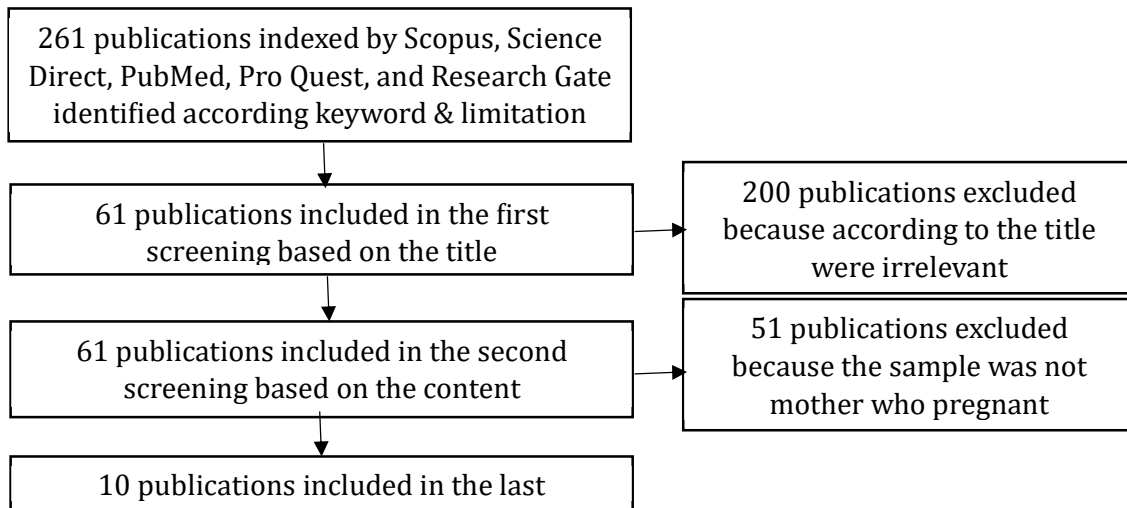 261 publications indexed by Scopus, Science
Direct, PubMed, Pro Quest, and Research Gate
identified according keyword & limitation
61 publications included in the first
screening based on the title
200 publications excluded
because according to the title
were irrelevant
61 publications included in the second
screening based on the content
51 publications excluded
because the sample was not
mother who pregnant
10 publications included in the last